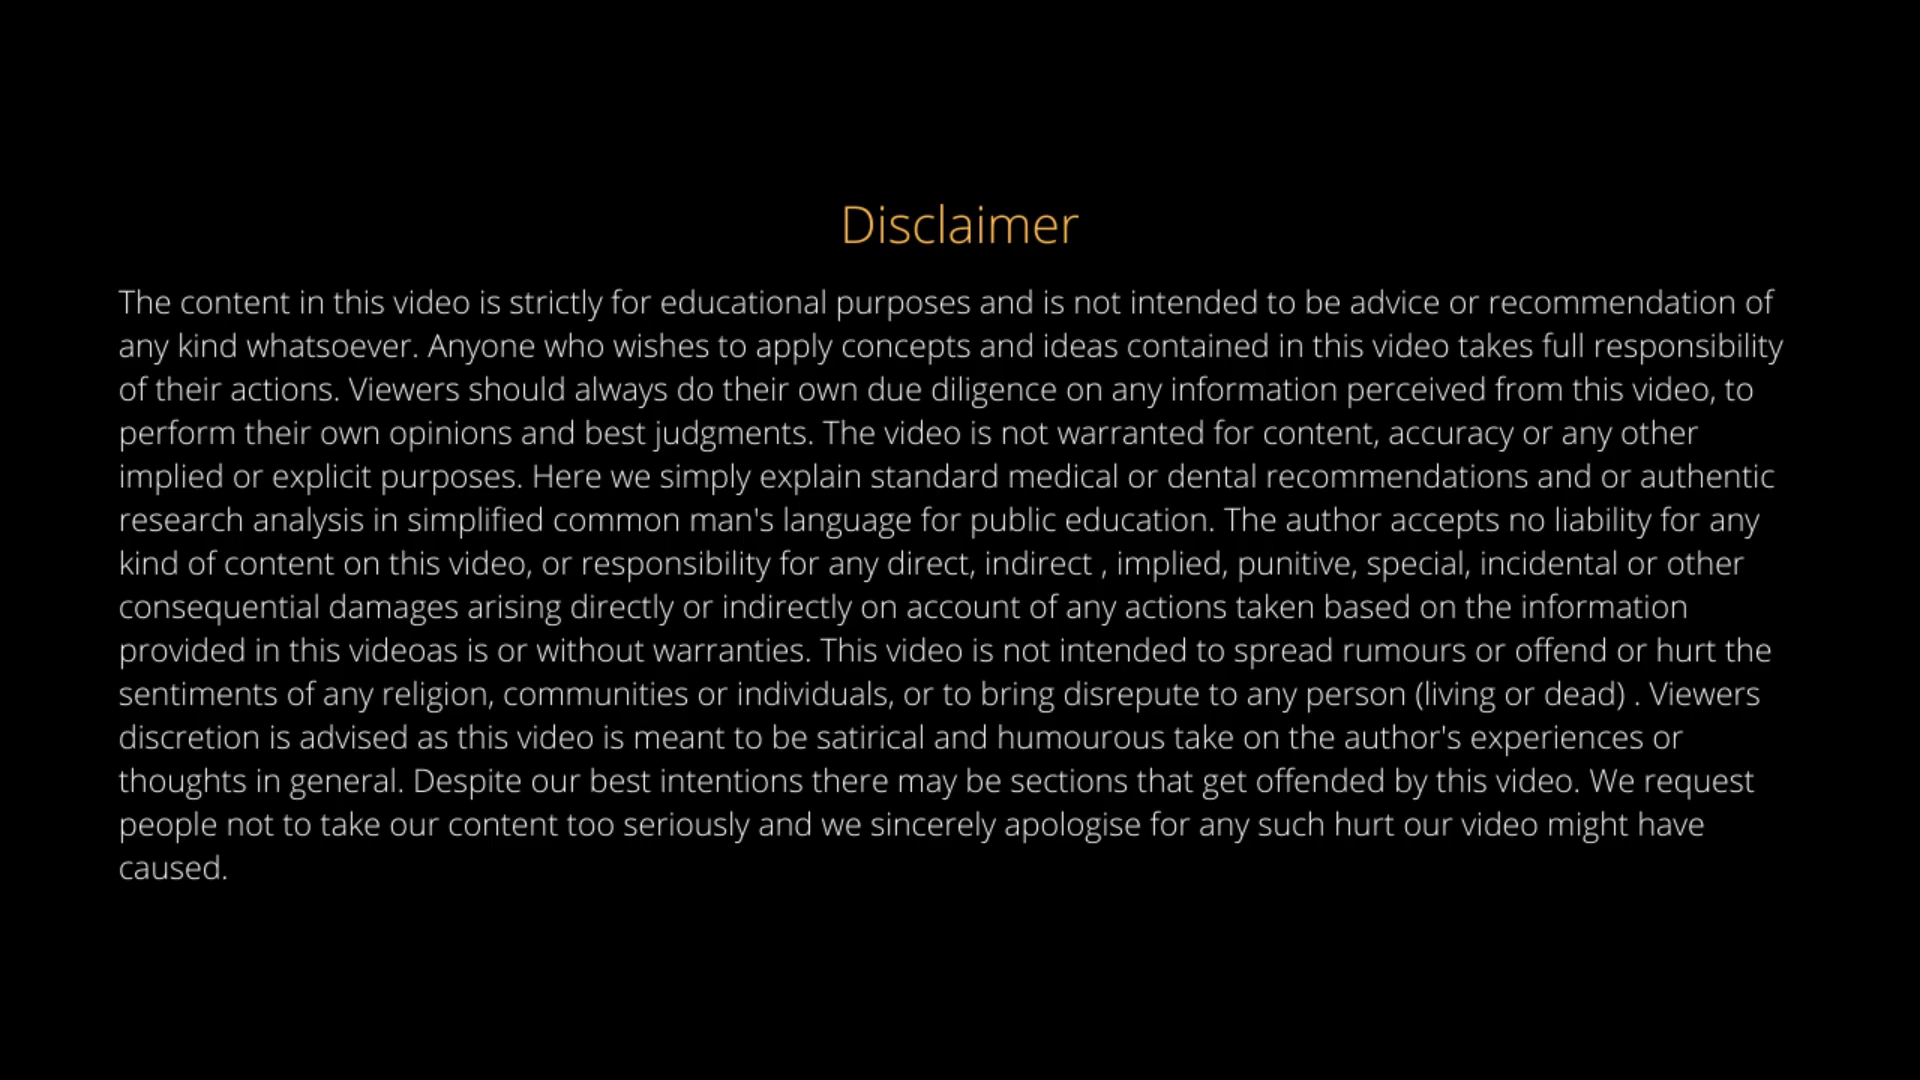 Disclaimer
The content in this video is strictly for educational purposes and is not intended to be advice or recommendation of
any kind whatsoever. Anyone who wishes to apply concepts and ideas contained in this video takes full responsibility
of their actions. Viewers should always do their own due diligence on any information perceived from this video, to
perform their own opinions and best judgments. The video is not warranted for content, accuracy or any other
implied or explicit purposes. Here we simply explain standard medical or dental recommendations and or authentic
research analysis in simplified common man's language for public education. The author accepts no liability for any
kind of content on this video, or responsibility for any direct, indirect , implied, punitive, special, incidental or other
consequential damages arising directly or indirectly on account of any actions taken based on the information
provided in this videoas is or without warranties. This video is not intended to spread rumours or offend or hurt the
sentiments of any religion, communities or individuals, or to bring disrepute to any person (living or dead) . Viewers
discretion is advised as this video is meant to be satirical and humourous take on the author's experiences or
thoughts in general. Despite our best intentions there may be sections that get offended by this video. We request
people not to take our content too seriously and we sincerely apologise for any such hurt our video might have
caused.